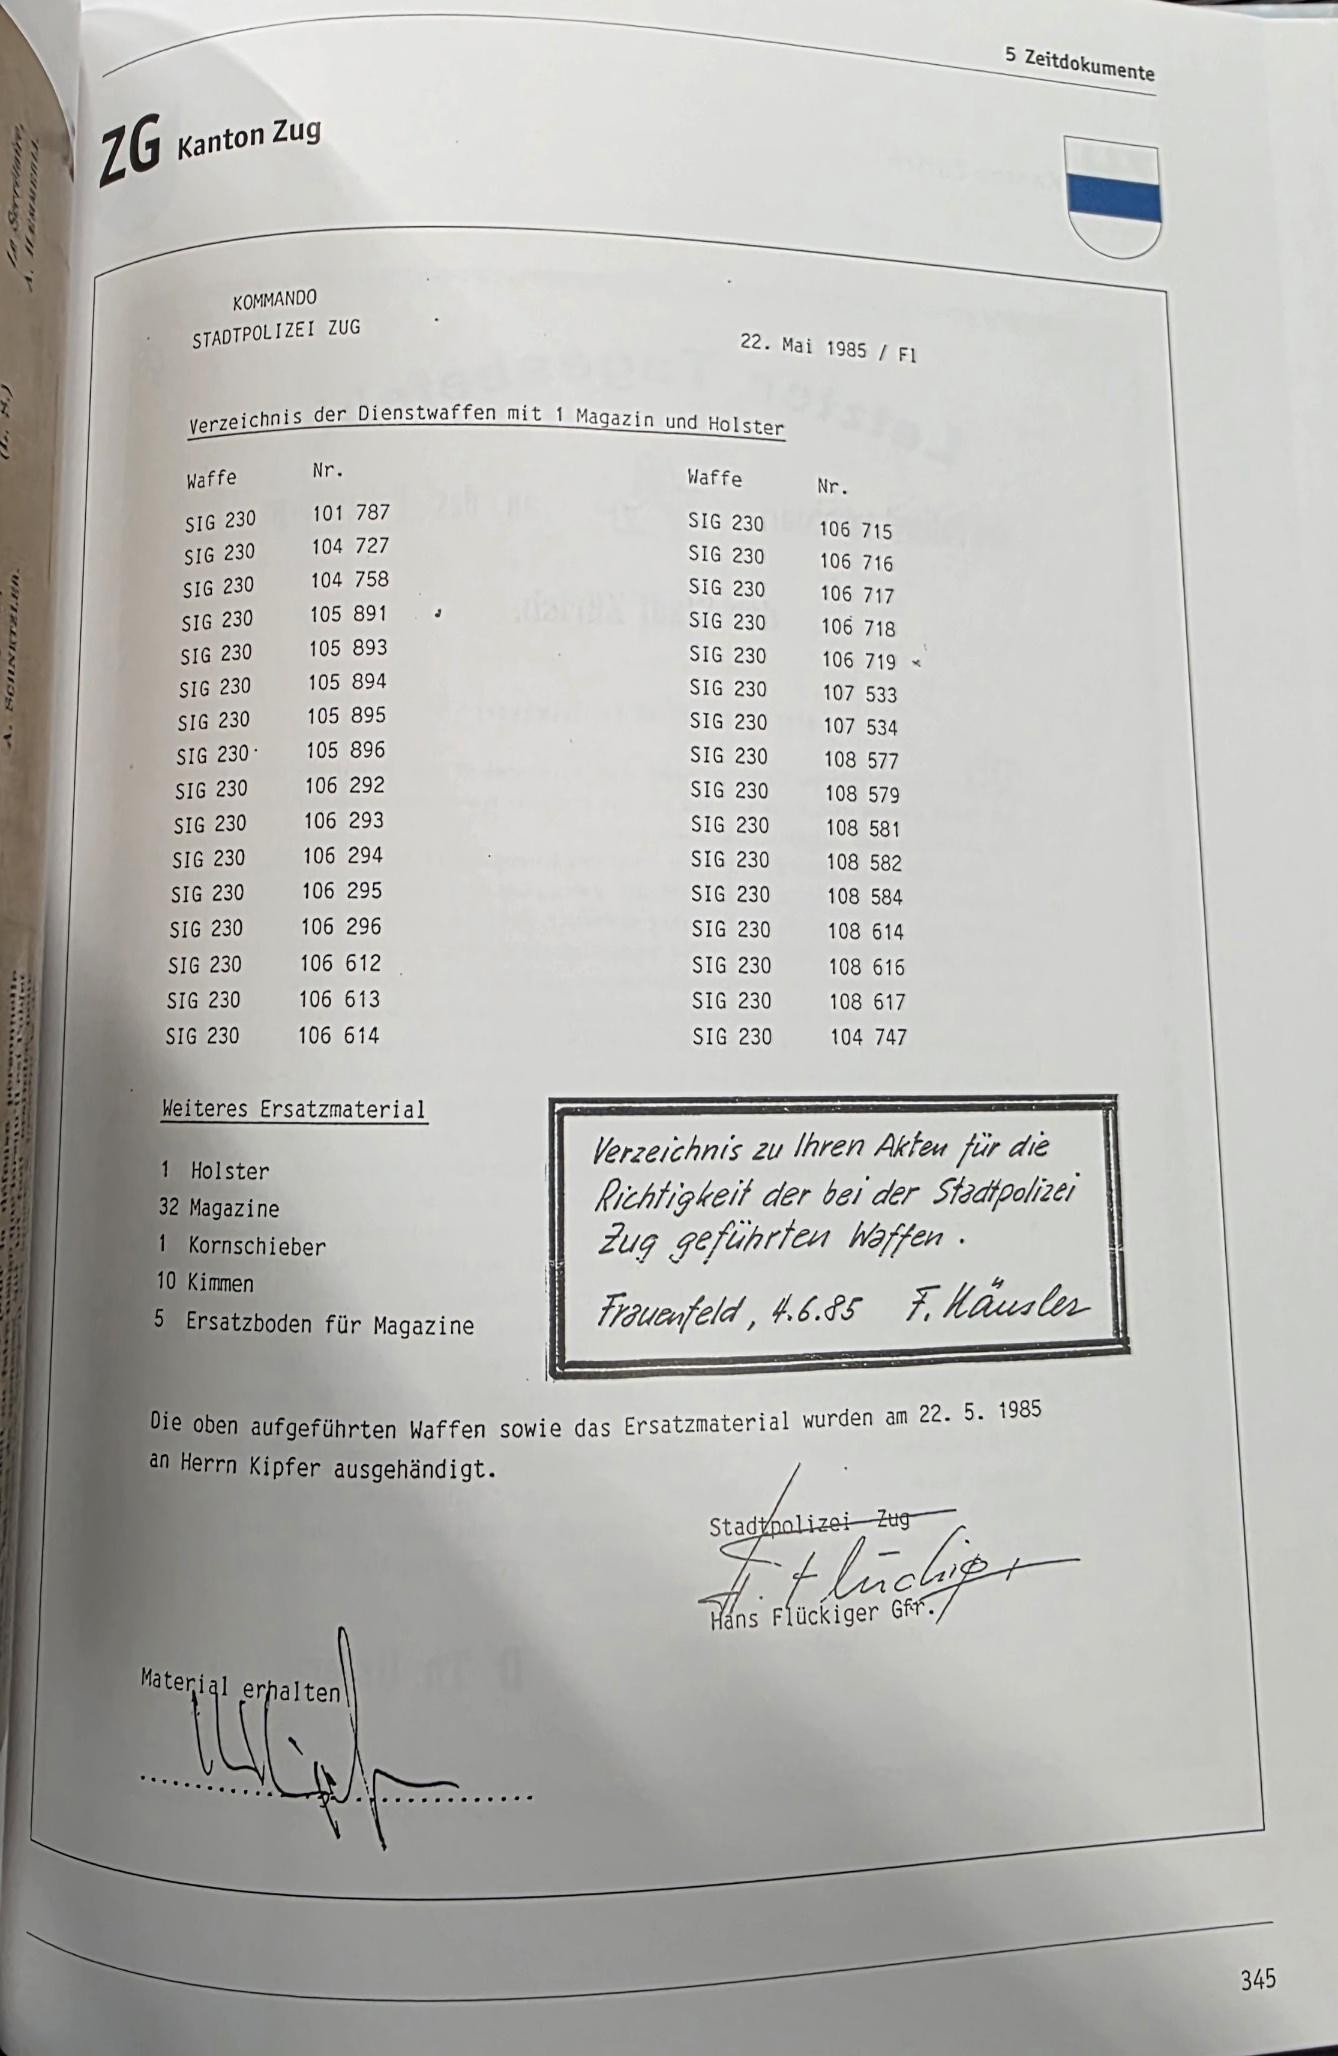 5 Zeitdokumente
ZG Kanton Zug
KOMMANDO
STADTPOLIZEI ZUG
22. Mai 1985 / Fl
Verzeichnis der Dienstwaffen mit 1 Magazin und Holster
Waffe Nr. Waffe Nr.
SIG 230 101 787 SIG 230 106 715
SIG 230 104 727 SIG 230 106 716
SIG 230 104 758 SIG 230 106 717
SIG 230 105 891 SIG 230 106 718
SIG 230 105 893 SIG 230 106 719
SIG 230 105 894 SIG 230 107 533
SIG 230 105 895 SIG 230 107 534
SIG 230 105 896 SIG 230 108 577
SIG 230 106 292 SIG 230 108 579
SIG 230 106 293 SIG 230 108 581
SIG 230 106 294 SIG 230 108 582
SIG 230 106 295 SIG 230 108 584
SIG 230 106 296 SIG 230 108 614
SIG 230 106 612 SIG 230 108 616
SIG 230 106 613 SIG 230 108 617
SIG 230 106 614 SIG 230 104 747
Weiteres Ersatzmaterial
1 Holster
32 Magazine
1 Kornschieber
10 Kimmen
5 Ersatzboden für Magazine
Verzeichnis zu Ihren Akten für die
Richtigkeit der bei der Stadtpolizei
Zug geführten Waffen.
Frauenfeld, 4.6.85 F. Häusler
Die oben aufgeführten Waffen sowie das Ersatzmaterial wurden am 22. 5. 1985
an Herrn Kipfer ausgehändigt.
Stadtpolizei Zug
H. Flückiger
Hans Flückiger Gfr.
Material erhalten
345